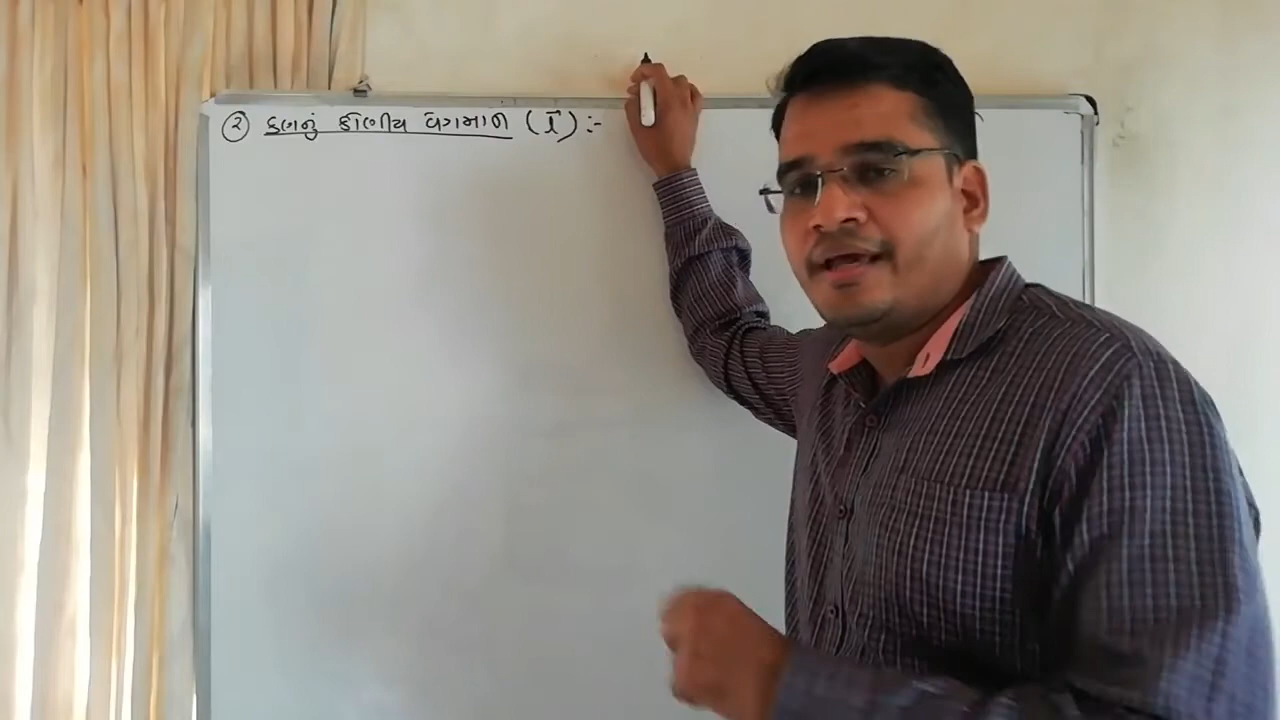 ② કણનું કોણીય વેગમાન (l⃗) :-